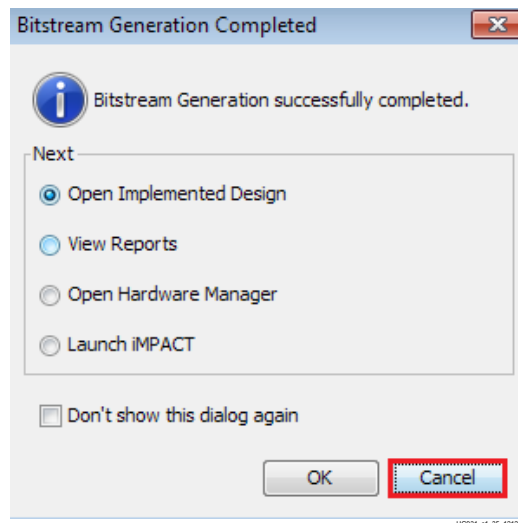 Bitstream Generation Completed
Bitstream Generation successfully completed.
Next
Open Implemented Design
View Reports
Open Hardware Manager
Launch iMPACT
Don't show this dialog again
OK
Cancel